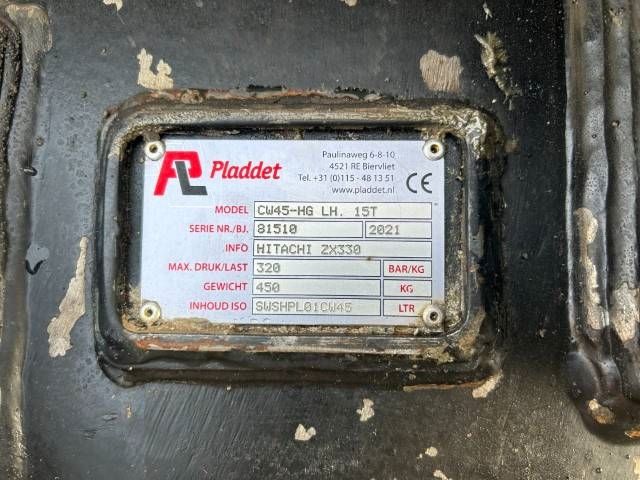 PL Pladdet
Paulinaweg 6-8-10
4521 RE Biervliet
Tel. +31 (0)115 - 48 13 51
www.pladdet.nl
CE
MODEL CW45-HG LH. 15T
SERIE NR./BJ. 81510 2021
INFO HITACHI ZX330
MAX. DRUK/LAST 320 BAR/KG
GEWICHT 450 KG
INHOUD ISO SWSHPL01CW45 LTR